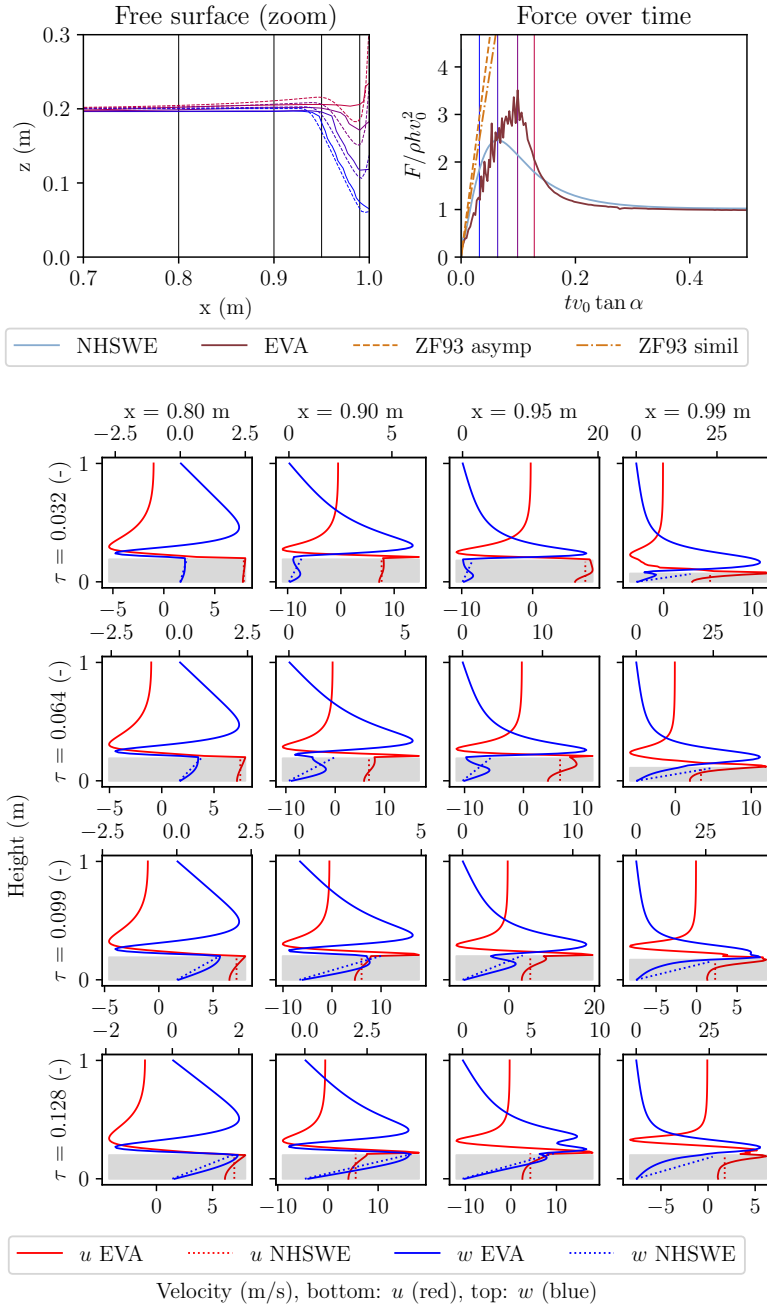 Free surface (zoom)
Force over time
0.3
0.2
0.1
0.0
z (m)
0.7 0.8 0.9 1.0
x (m)
4
3
2
1
0
F/ρhv₀²
0.0 0.2 0.4
tv₀ tan α
NHSWE EVA ZF93 asymp ZF93 simil
x = 0.80 m x = 0.90 m x = 0.95 m x = 0.99 m
−2.5 0.0 2.5 0 5 0 20 0 25
τ = 0.032 (-)
1
0
−5 0 5 −10 0 10 −10 0 10 0 10
−2.5 0.0 2.5 0 5 0 10 0 25
τ = 0.064 (-)
1
0
−5 0 5 −10 0 10 −10 0 10 0 10
−2.5 0.0 2.5 0 5 0 10 0 25
τ = 0.099 (-)
1
0
−5 0 5 −10 0 10 0 20 −5 0 5
−2 0 2 0.0 2.5 0 5 10 0 25
τ = 0.128 (-)
1
0
0 5 −10 0 10 −10 0 10 −5 0 5
Height (m)
u EVA u NHSWE w EVA w NHSWE
Velocity (m/s), bottom: u (red), top: w (blue)